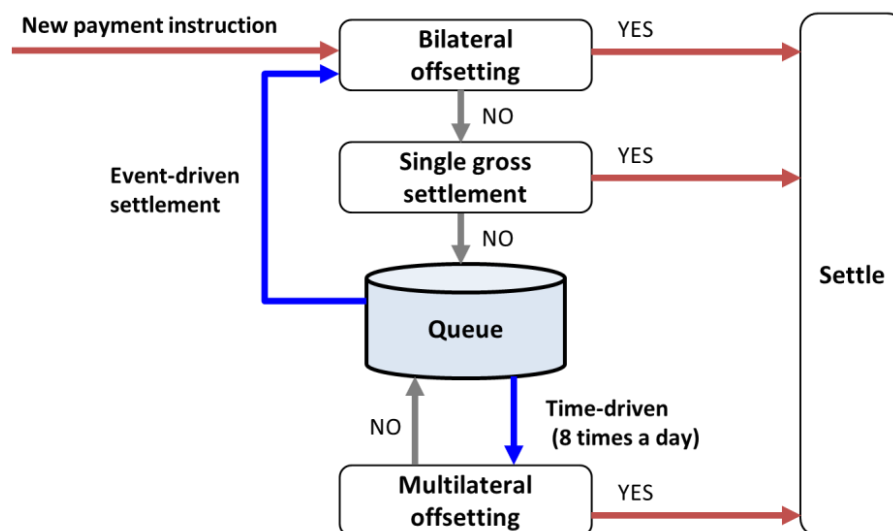 New payment instruction
Bilateral
offsetting
YES
NO
Event-driven
settlement
Single gross
settlement
YES
NO
Queue
Settle
NO
Time-driven
(8 times a day)
Multilateral
offsetting
YES